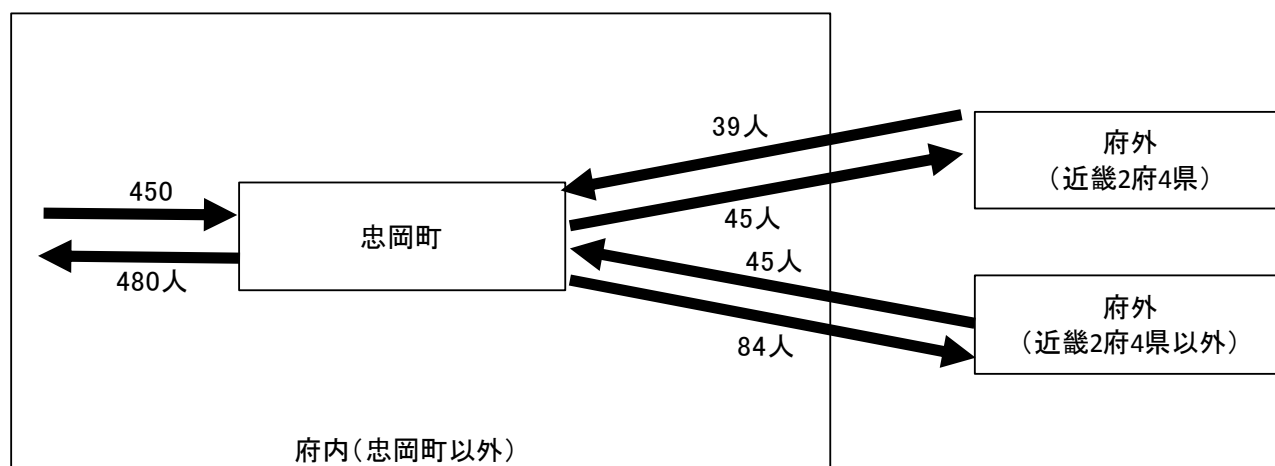 39人
府外
（近畿2府4県）
450
忠岡町
45人
480人
45人
府外
（近畿2府4県以外）
84人
府内（忠岡町以外）